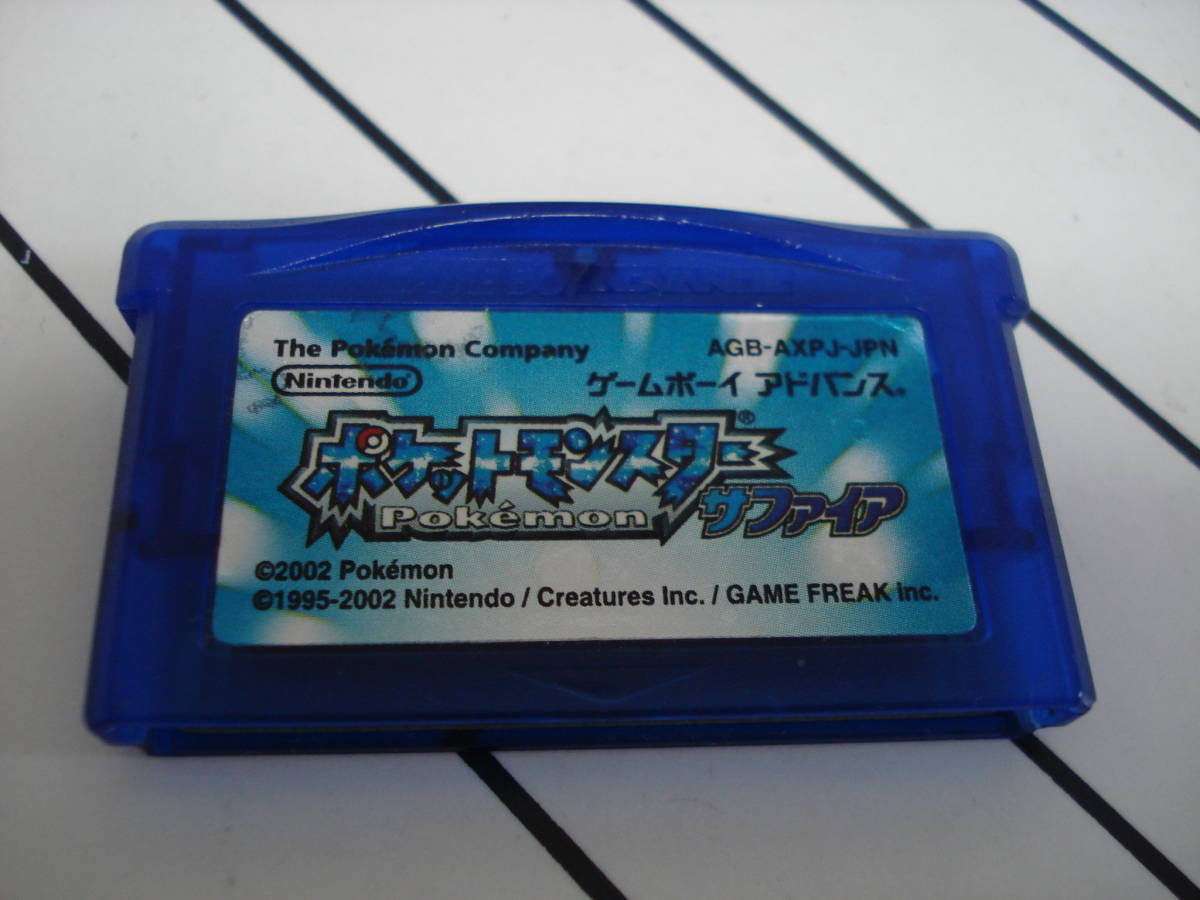 The Pokémon Company
AGB-AXPJ-JPN
Nintendo®
ゲームボーイ アドバンス®
ポケットモンスター®
Pokémon
サファイア
©2002 Pokémon
©1995-2002 Nintendo / Creatures Inc. / GAME FREAK Inc.